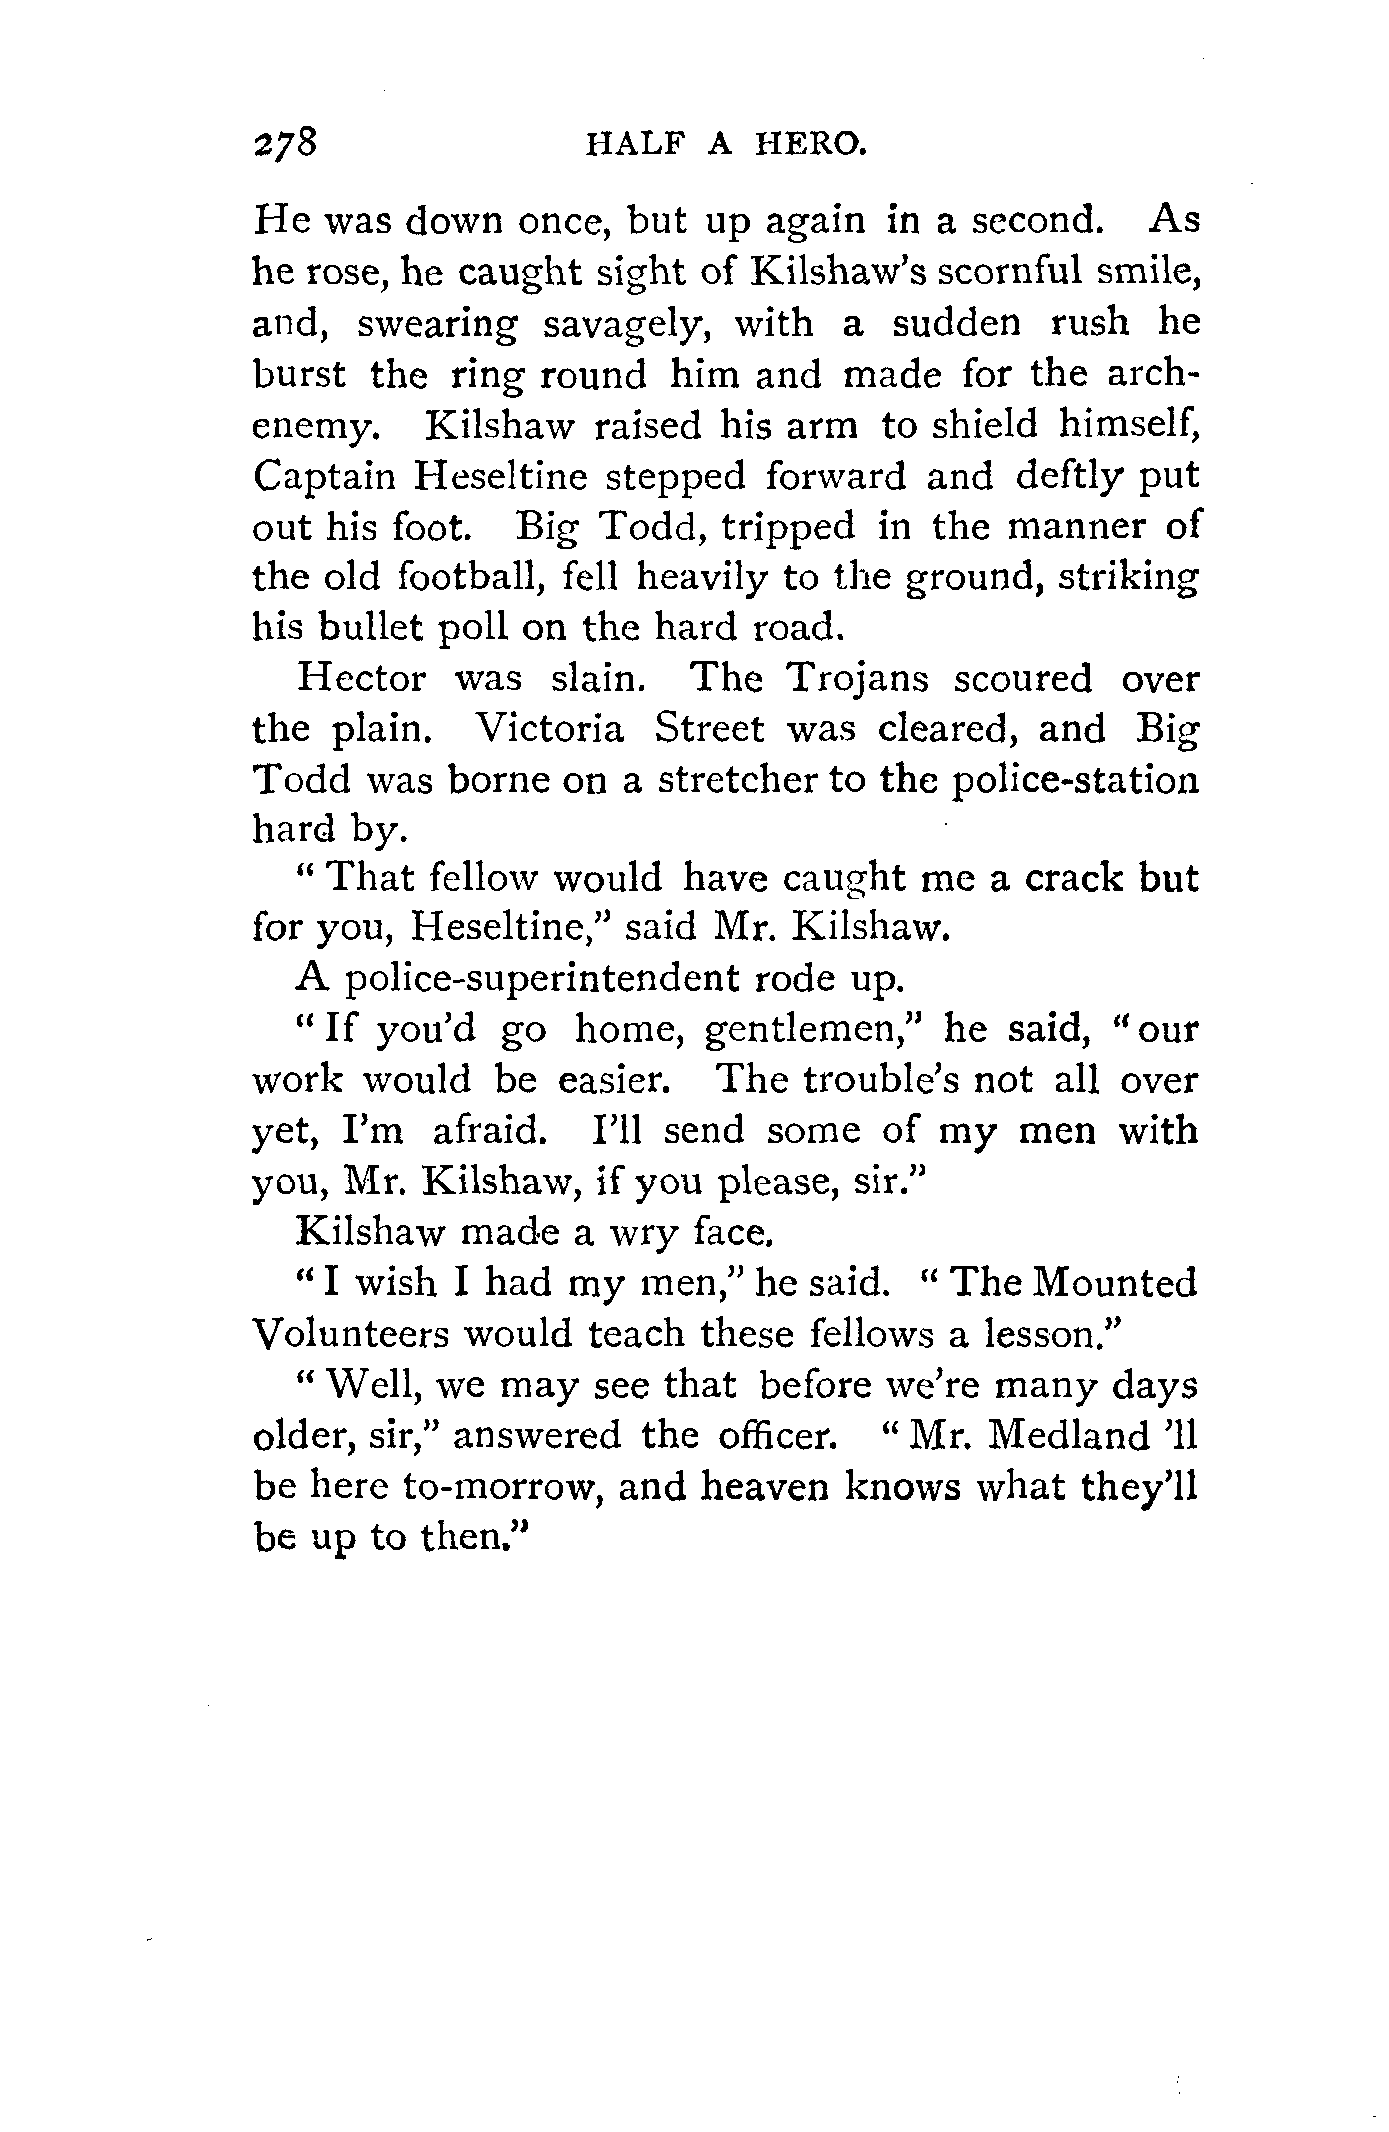 278 HALF A HERO.
He was down once, but up again in a second. As
he rose, he caught sight of Kilshaw's scornful smile,
and, swearing savagely, with a sudden rush he
burst the ring round him and made for the arch-
enemy. Kilshaw raised his arm to shield himself,
Captain Heseltine stepped forward and deftly put
out his foot. Big Todd, tripped in the manner of
the old football, fell heavily to the ground, striking
his bullet poll on the hard road.
Hector was slain. The Trojans scoured over
the plain. Victoria Street was cleared, and Big
Todd was borne on a stretcher to the police-station
hard by.
“ That fellow would have caught me a crack but
for you, Heseltine,” said Mr. Kilshaw.
A police-superintendent rode up.
“ If you'd go home, gentlemen,” he said, “ our
work would be easier. The trouble's not all over
yet, I'm afraid. I'll send some of my men with
you, Mr. Kilshaw, if you please, sir.”
Kilshaw made a wry face.
“ I wish I had my men,” he said. “ The Mounted
Volunteers would teach these fellows a lesson.”
“ Well, we may see that before we're many days
older, sir,” answered the officer. “ Mr. Medland 'll
be here to-morrow, and heaven knows what they'll
be up to then.”